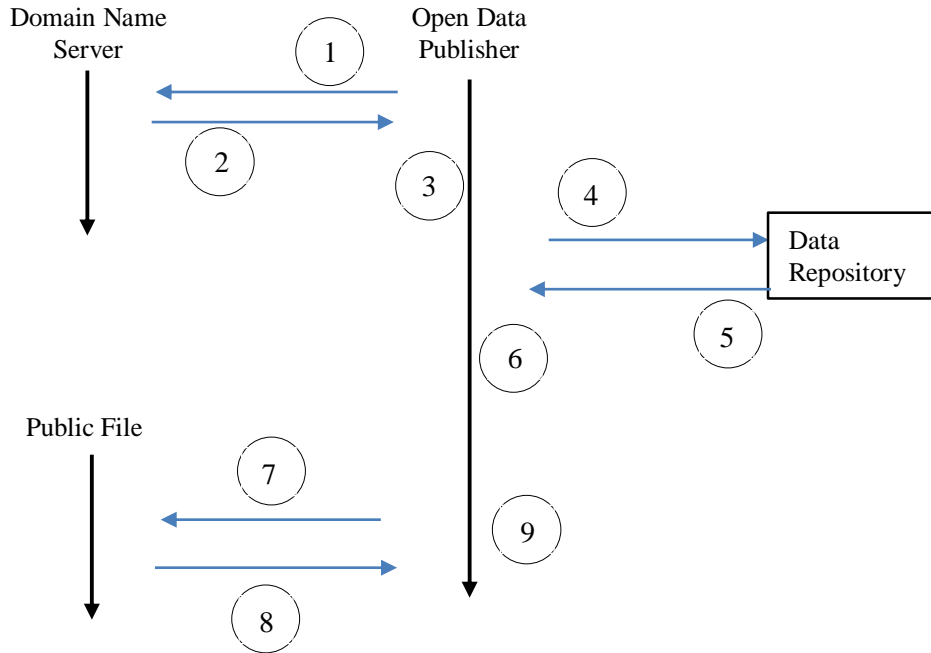 Domain Name
Server
Open Data
Publisher
1
2
3
4
Data
Repository
5
6
Public File
7
9
8